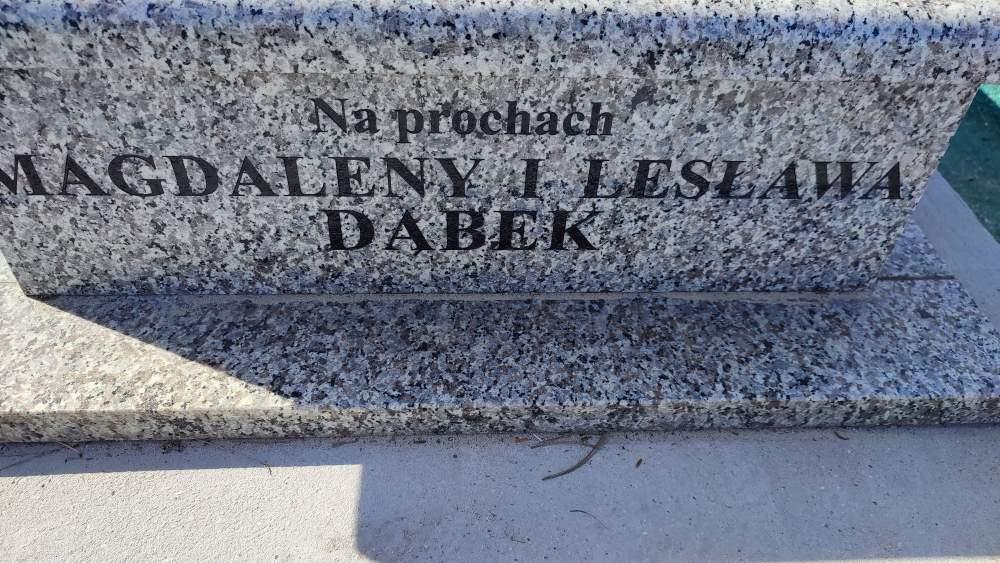 Na prochach
MAGDALENY I LESŁAWA
DĄBEK